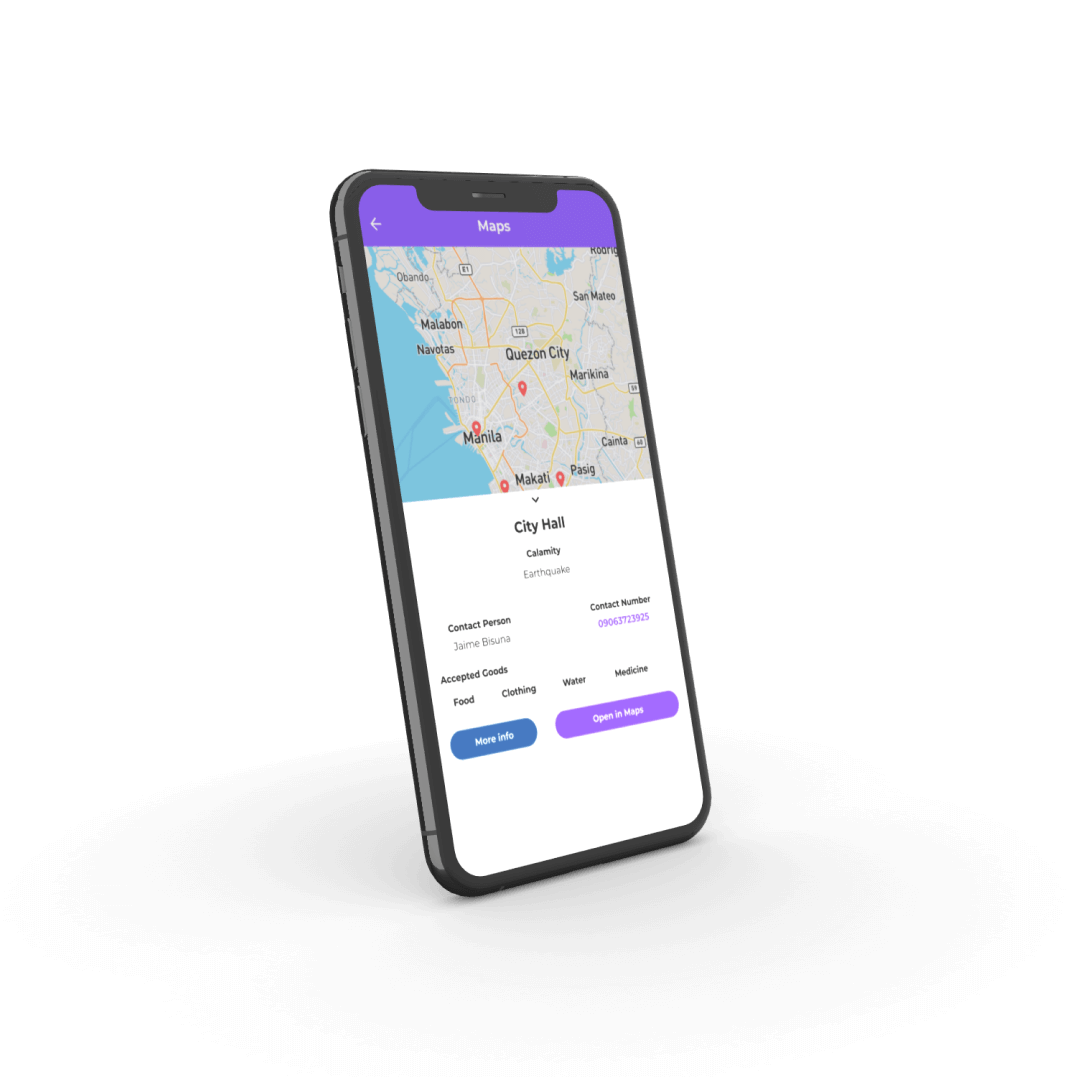 Maps
Rodrig
Obando
E1
San Mateo
Malabon
128
Navotas
Quezon City
Marikina
59
TONDO
Manila
Cainta
60
Makati
Pasig
City Hall
Calamity
Earthquake
Contact Person
Contact Number
Jaime Bisuna
09063723925
Accepted Goods
Food
Clothing
Water
Medicine
More info
Open in Maps